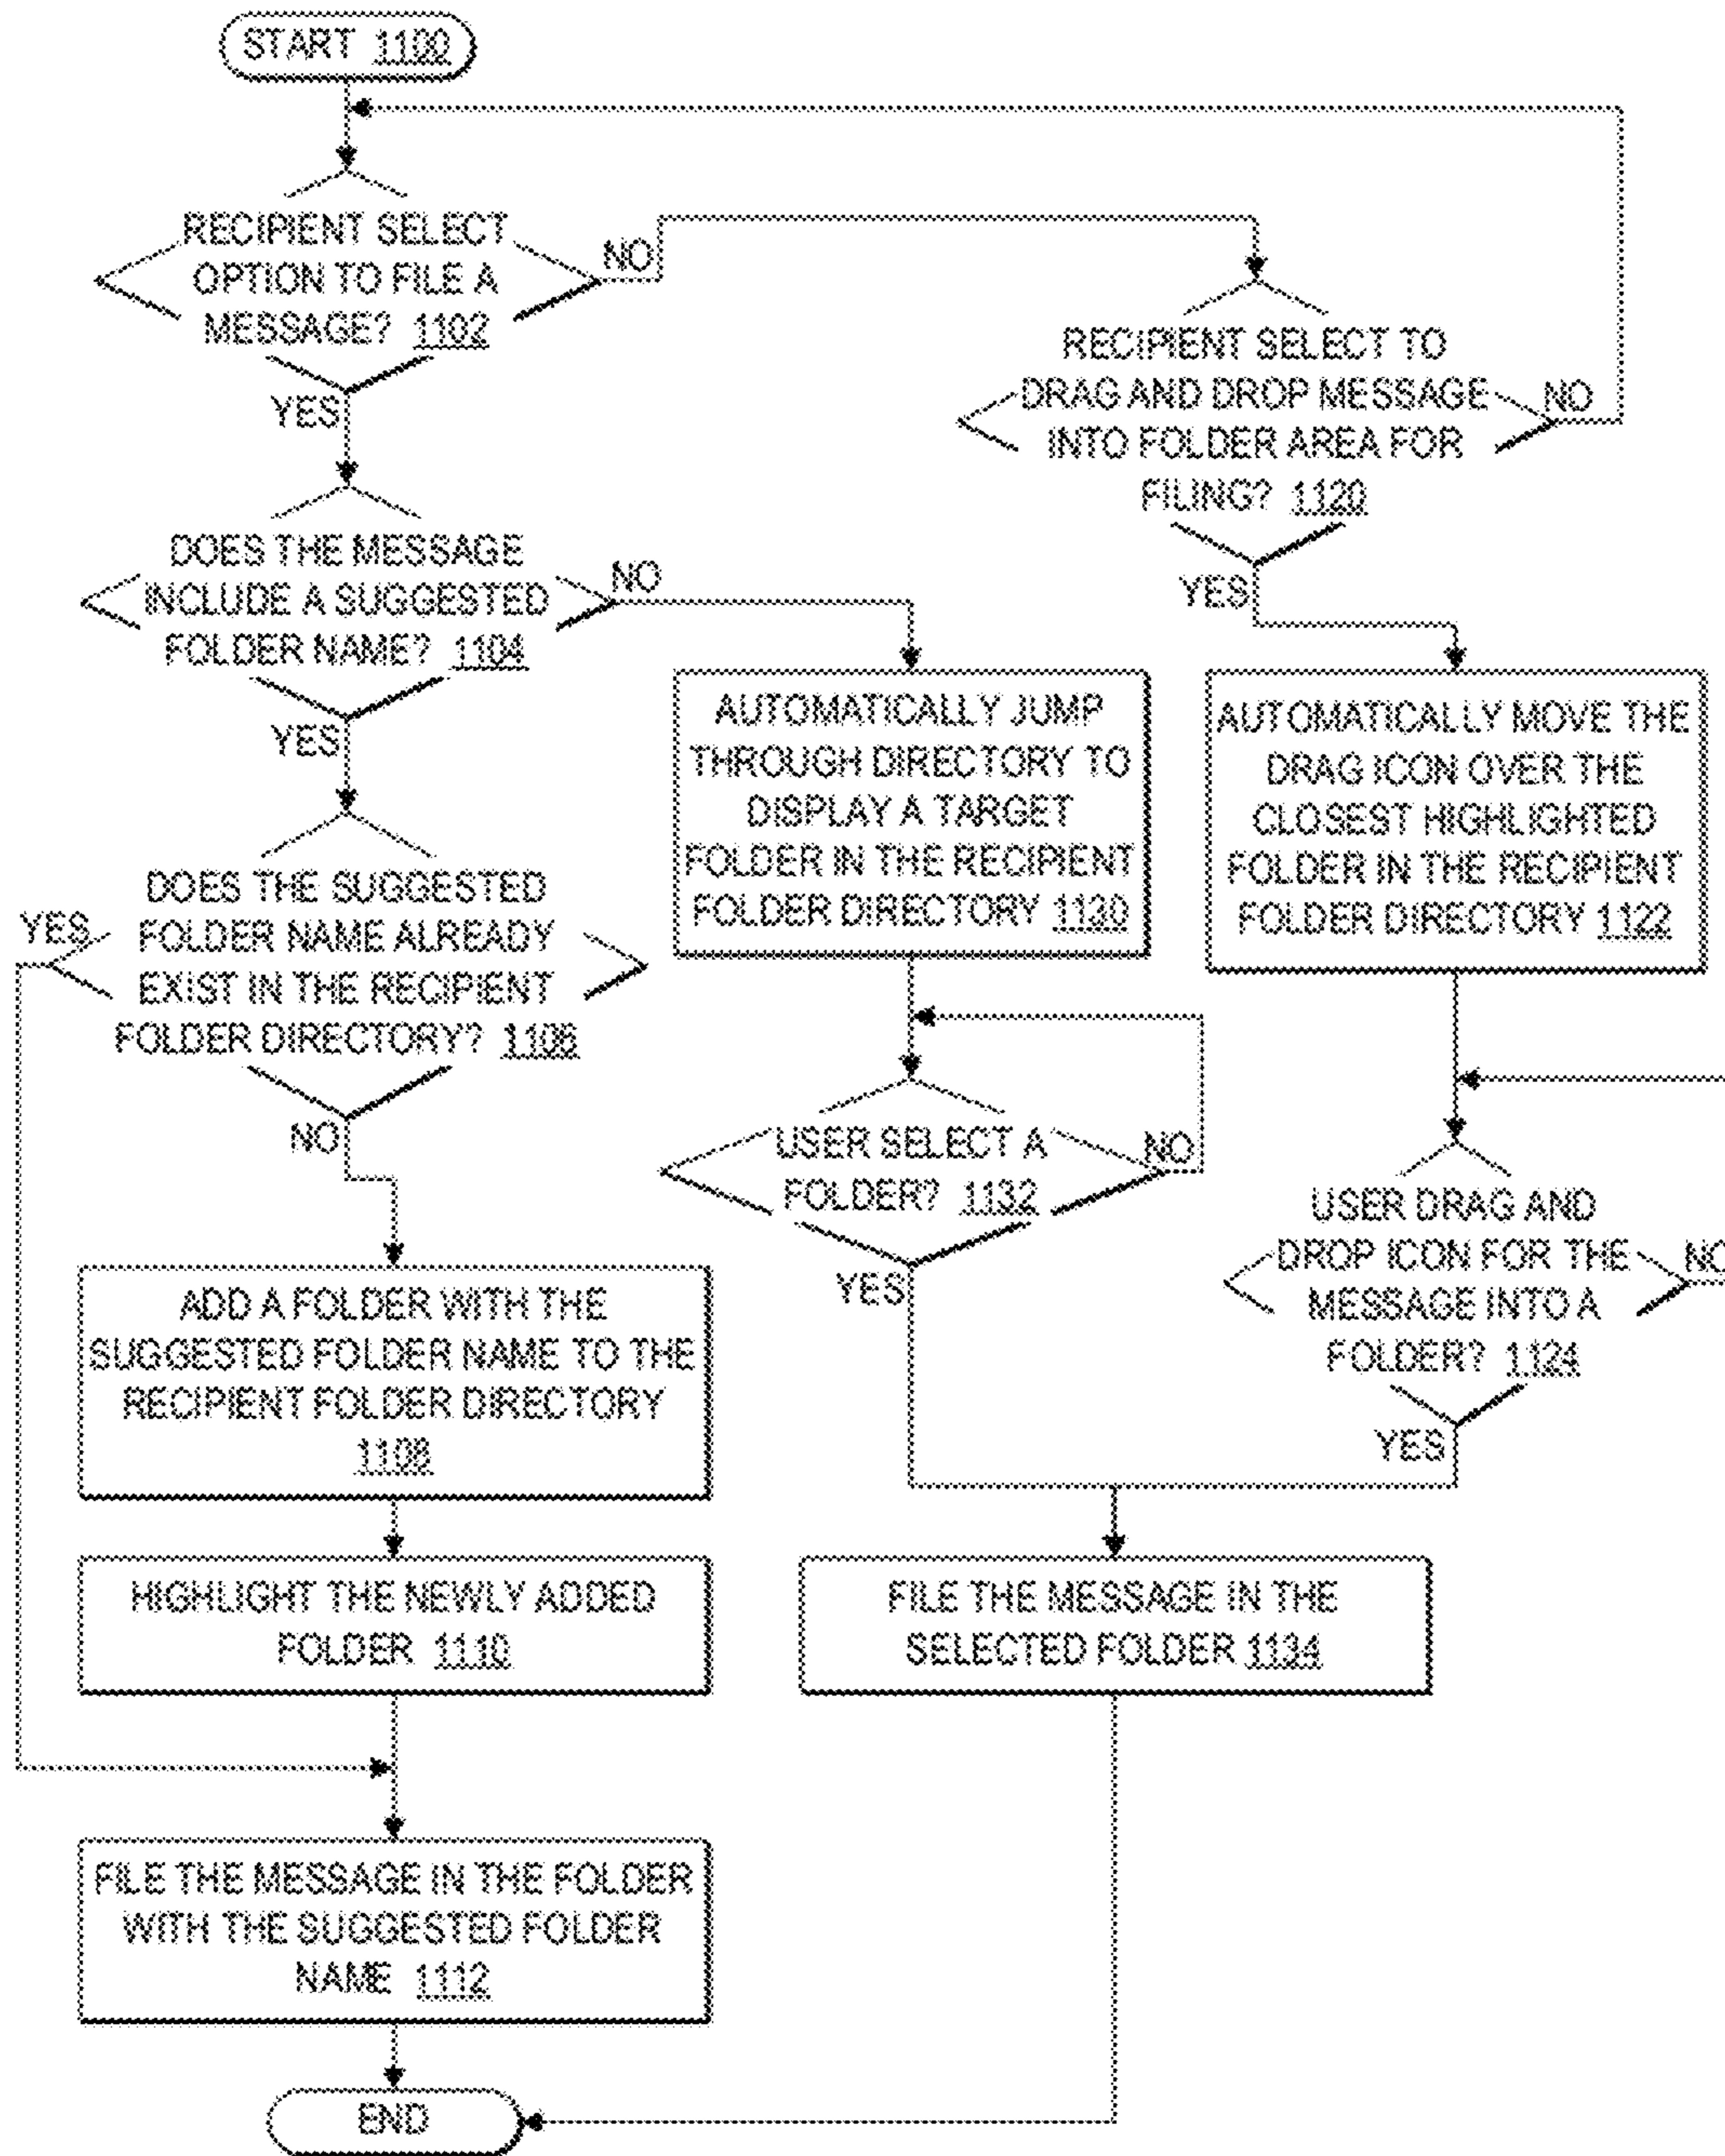 START 1100
RECIPIENT SELECT
OPTION TO FILE A
MESSAGE? 1102
NO
YES
RECIPIENT SELECT TO
DRAG AND DROP MESSAGE
INTO FOLDER AREA FOR
FILING? 1120
NO
YES
DOES THE MESSAGE
INCLUDE A SUGGESTED
FOLDER NAME? 1104
NO
YES
AUTOMATICALLY JUMP
THROUGH DIRECTORY TO
DISPLAY A TARGET
FOLDER IN THE RECIPIENT
FOLDER DIRECTORY 1130
AUTOMATICALLY MOVE THE
DRAG ICON OVER THE
CLOSEST HIGHLIGHTED
FOLDER IN THE RECIPIENT
FOLDER DIRECTORY 1122
DOES THE SUGGESTED
FOLDER NAME ALREADY
EXIST IN THE RECIPIENT
FOLDER DIRECTORY? 1106
YES
NO
USER SELECT A
FOLDER? 1132
NO
YES
USER DRAG AND
DROP ICON FOR THE
MESSAGE INTO A
FOLDER? 1124
NO
YES
ADD A FOLDER WITH THE
SUGGESTED FOLDER NAME TO THE
RECIPIENT FOLDER DIRECTORY
1108
HIGHLIGHT THE NEWLY ADDED
FOLDER 1110
FILE THE MESSAGE IN THE
SELECTED FOLDER 1134
FILE THE MESSAGE IN THE FOLDER
WITH THE SUGGESTED FOLDER
NAME 1112
END